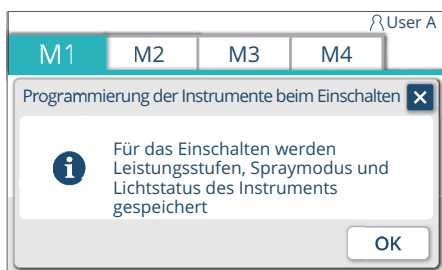 User A
M1 M2 M3 M4
Programmierung der Instrumente beim Einschalten
Für das Einschalten werden
Leistungsstufen, Spraymodus und
Lichtstatus des Instruments
gespeichert
OK